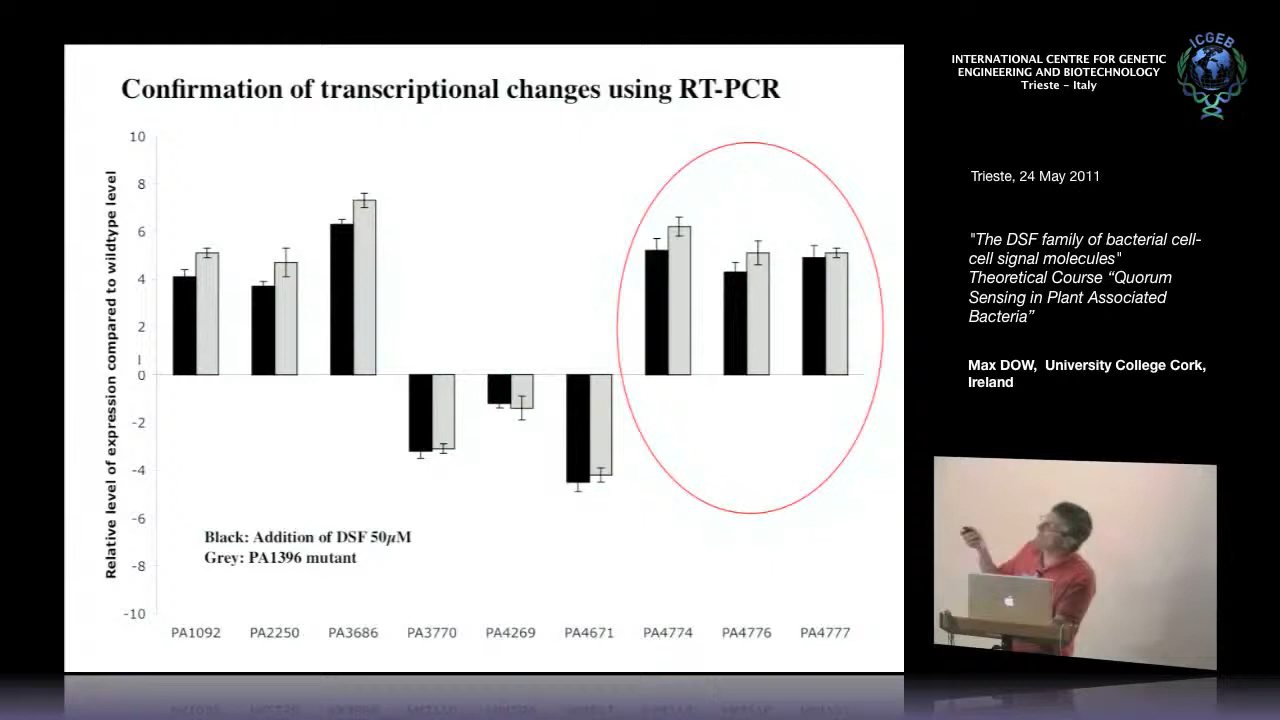 Confirmation of transcriptional changes using RT-PCR
Relative level of expression compared to wildtype level
10
8
6
4
2
0
-2
-4
-6
-8
-10
Black: Addition of DSF 50µM
Grey: PA1396 mutant
PA1092 PA2250 PA3686 PA3770 PA4269 PA4671 PA4774 PA4776 PA4777
INTERNATIONAL CENTRE FOR GENETIC
ENGINEERING AND BIOTECHNOLOGY
Trieste - Italy
ICGEB
Trieste, 24 May 2011
"The DSF family of bacterial cell-
cell signal molecules"
Theoretical Course “Quorum
Sensing in Plant Associated
Bacteria”
Max DOW, University College Cork,
Ireland